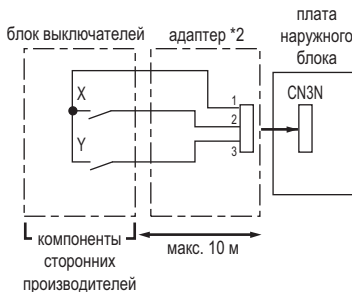 блок выключателей
адаптер *2
плата
наружного
блока
CN3N
X
Y
1
2
3
компоненты
сторонних
производителей
макс. 10 м